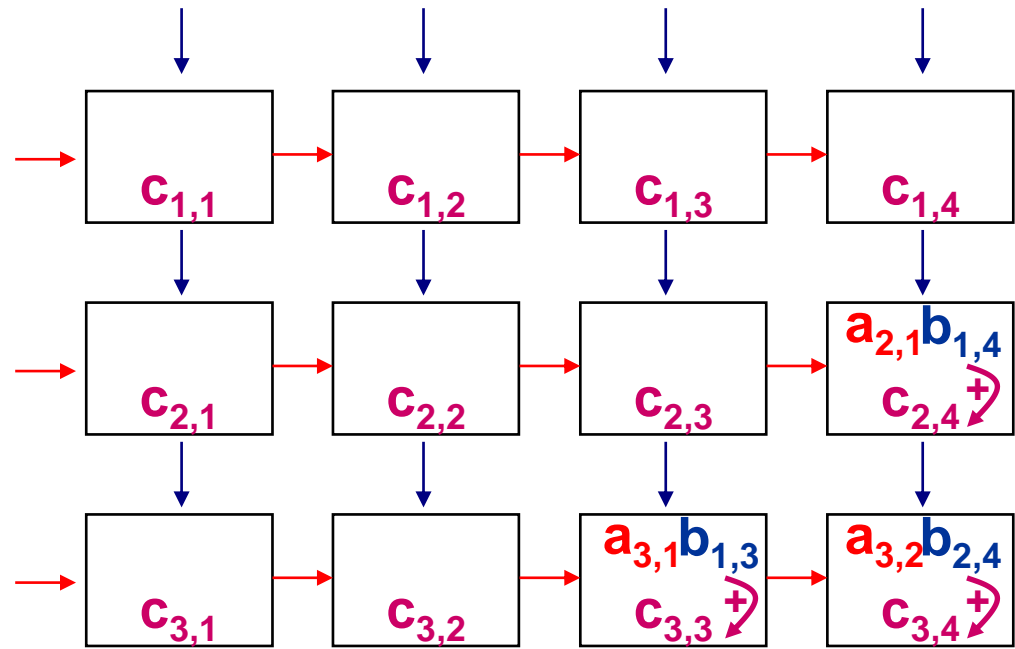 c1,1 c1,2 c1,3 c1,4
a2,1b1,4
+
c2,1 c2,2 c2,3 c2,4
a3,1b1,3 a3,2b2,4
+ +
c3,1 c3,2 c3,3 c3,4